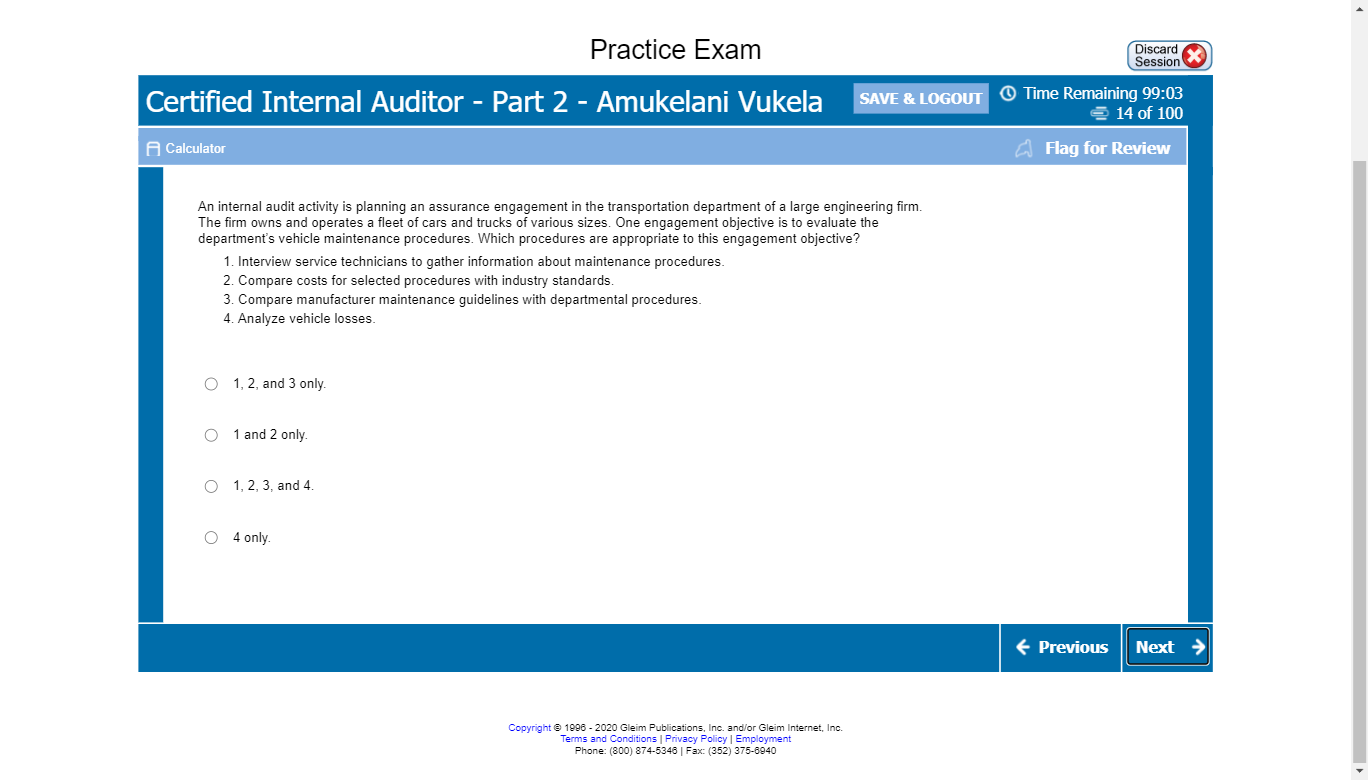 Practice Exam
Discard
Session
Certified Internal Auditor - Part 2 - Amukelani Vukela
SAVE & LOGOUT
Time Remaining 99:03
14 of 100
Calculator
Flag for Review
An internal audit activity is planning an assurance engagement in the transportation department of a large engineering firm.
The firm owns and operates a fleet of cars and trucks of various sizes. One engagement objective is to evaluate the
department's vehicle maintenance procedures. Which procedures are appropriate to this engagement objective?
1. Interview service technicians to gather information about maintenance procedures.
2. Compare costs for selected procedures with industry standards.
3. Compare manufacturer maintenance guidelines with departmental procedures.
4. Analyze vehicle losses.
1, 2, and 3 only.
1 and 2 only.
1, 2, 3, and 4.
4 only.
Previous
Next
Copyright © 1996 - 2020 Gleim Publications, Inc. and/or Gleim Internet, Inc.
Terms and Conditions | Privacy Policy | Employment
Phone: (800) 874-5346 | Fax: (352) 375-6940